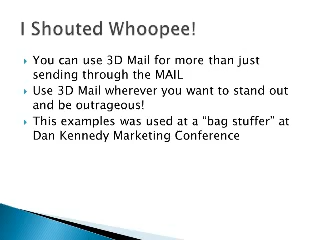 I Shouted Whoopee!
You can use 3D Mail for more than just
sending through the MAIL
Use 3D Mail wherever you want to stand out
and be outrageous!
This examples was used at a “bag stuffer” at
Dan Kennedy Marketing Conference